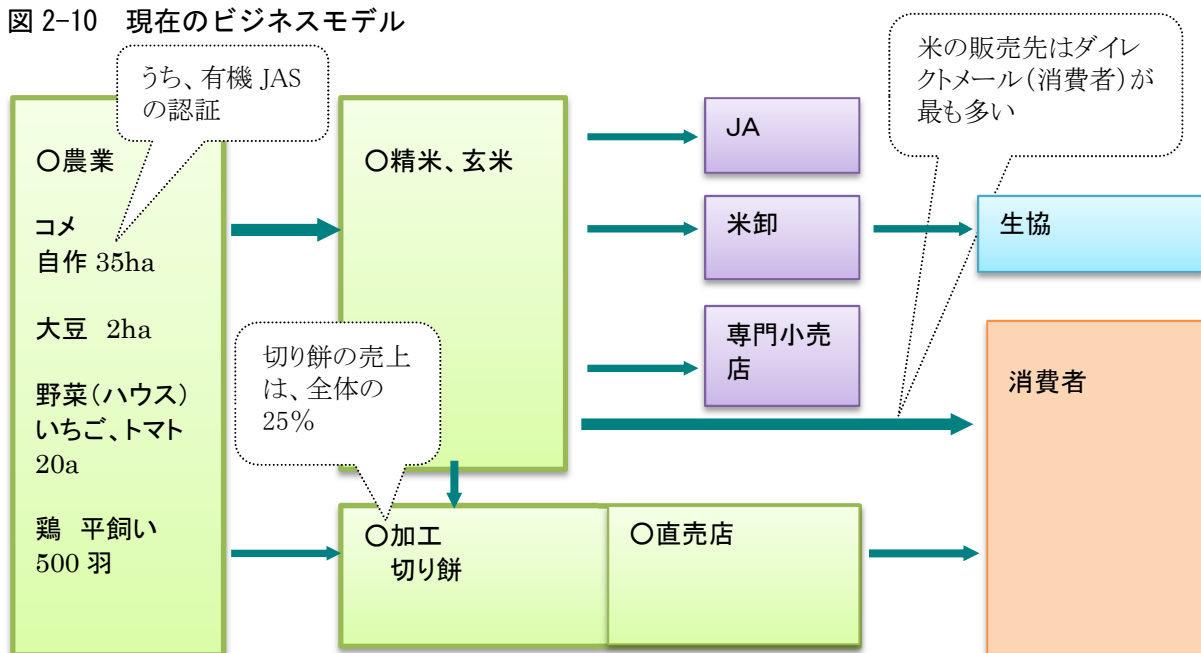 図 2-10 現在のビジネスモデル
うち、有機 JAS
の認証
米の販売先はダイレ
クトメール(消費者)が
最も多い
〇農業
コメ
自作 35ha
大豆 2ha
野菜(ハウス)
いちご、トマト
20a
鶏 平飼い
500 羽
〇精米、玄米
切り餅の売上
は、全体の
25%
〇加工
切り餅
〇直売店
JA
米卸
専門小売
店
生協
消費者